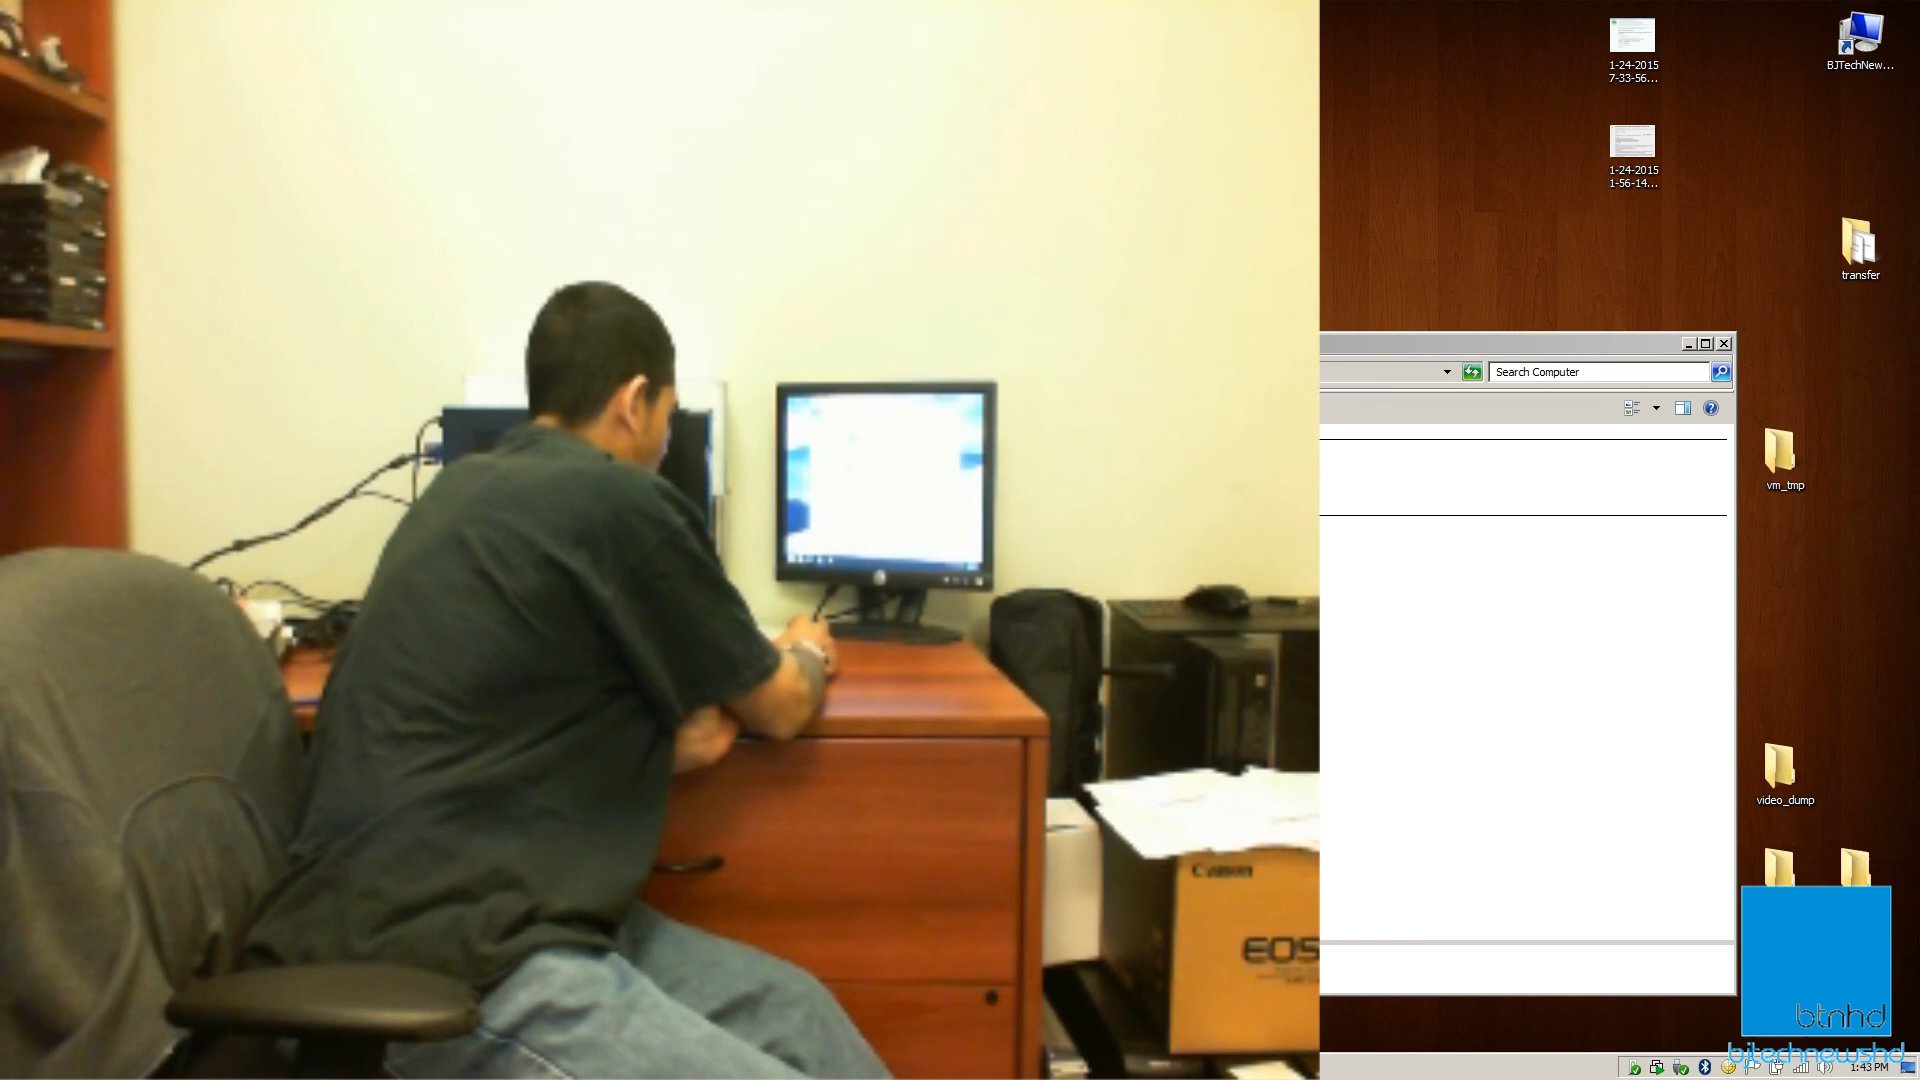 1-24-2015
7-33-56...
BJTechNew...
1-24-2015
1-56-14...
transfer
Search Computer
vm_tmp
video_dump
Canon
EOS
btnhd
bjtechnewshd
1:43 PM